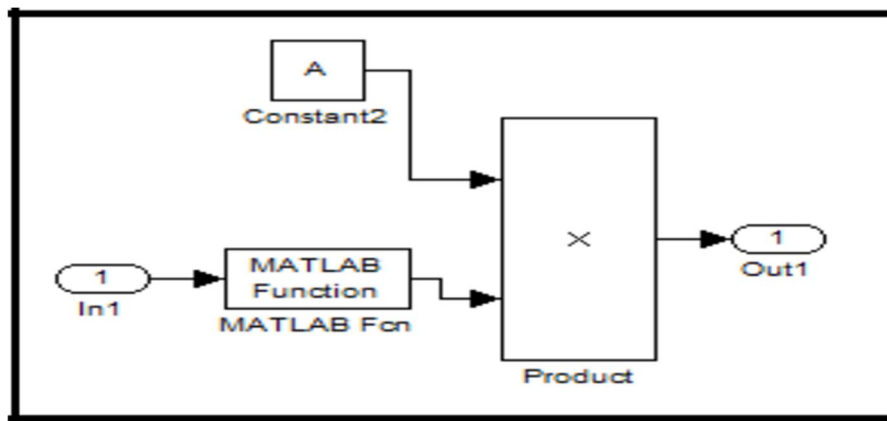 A
Constant2
1
In1
MATLAB
Function
MATLAB Fcn
×
Product
1
Out1